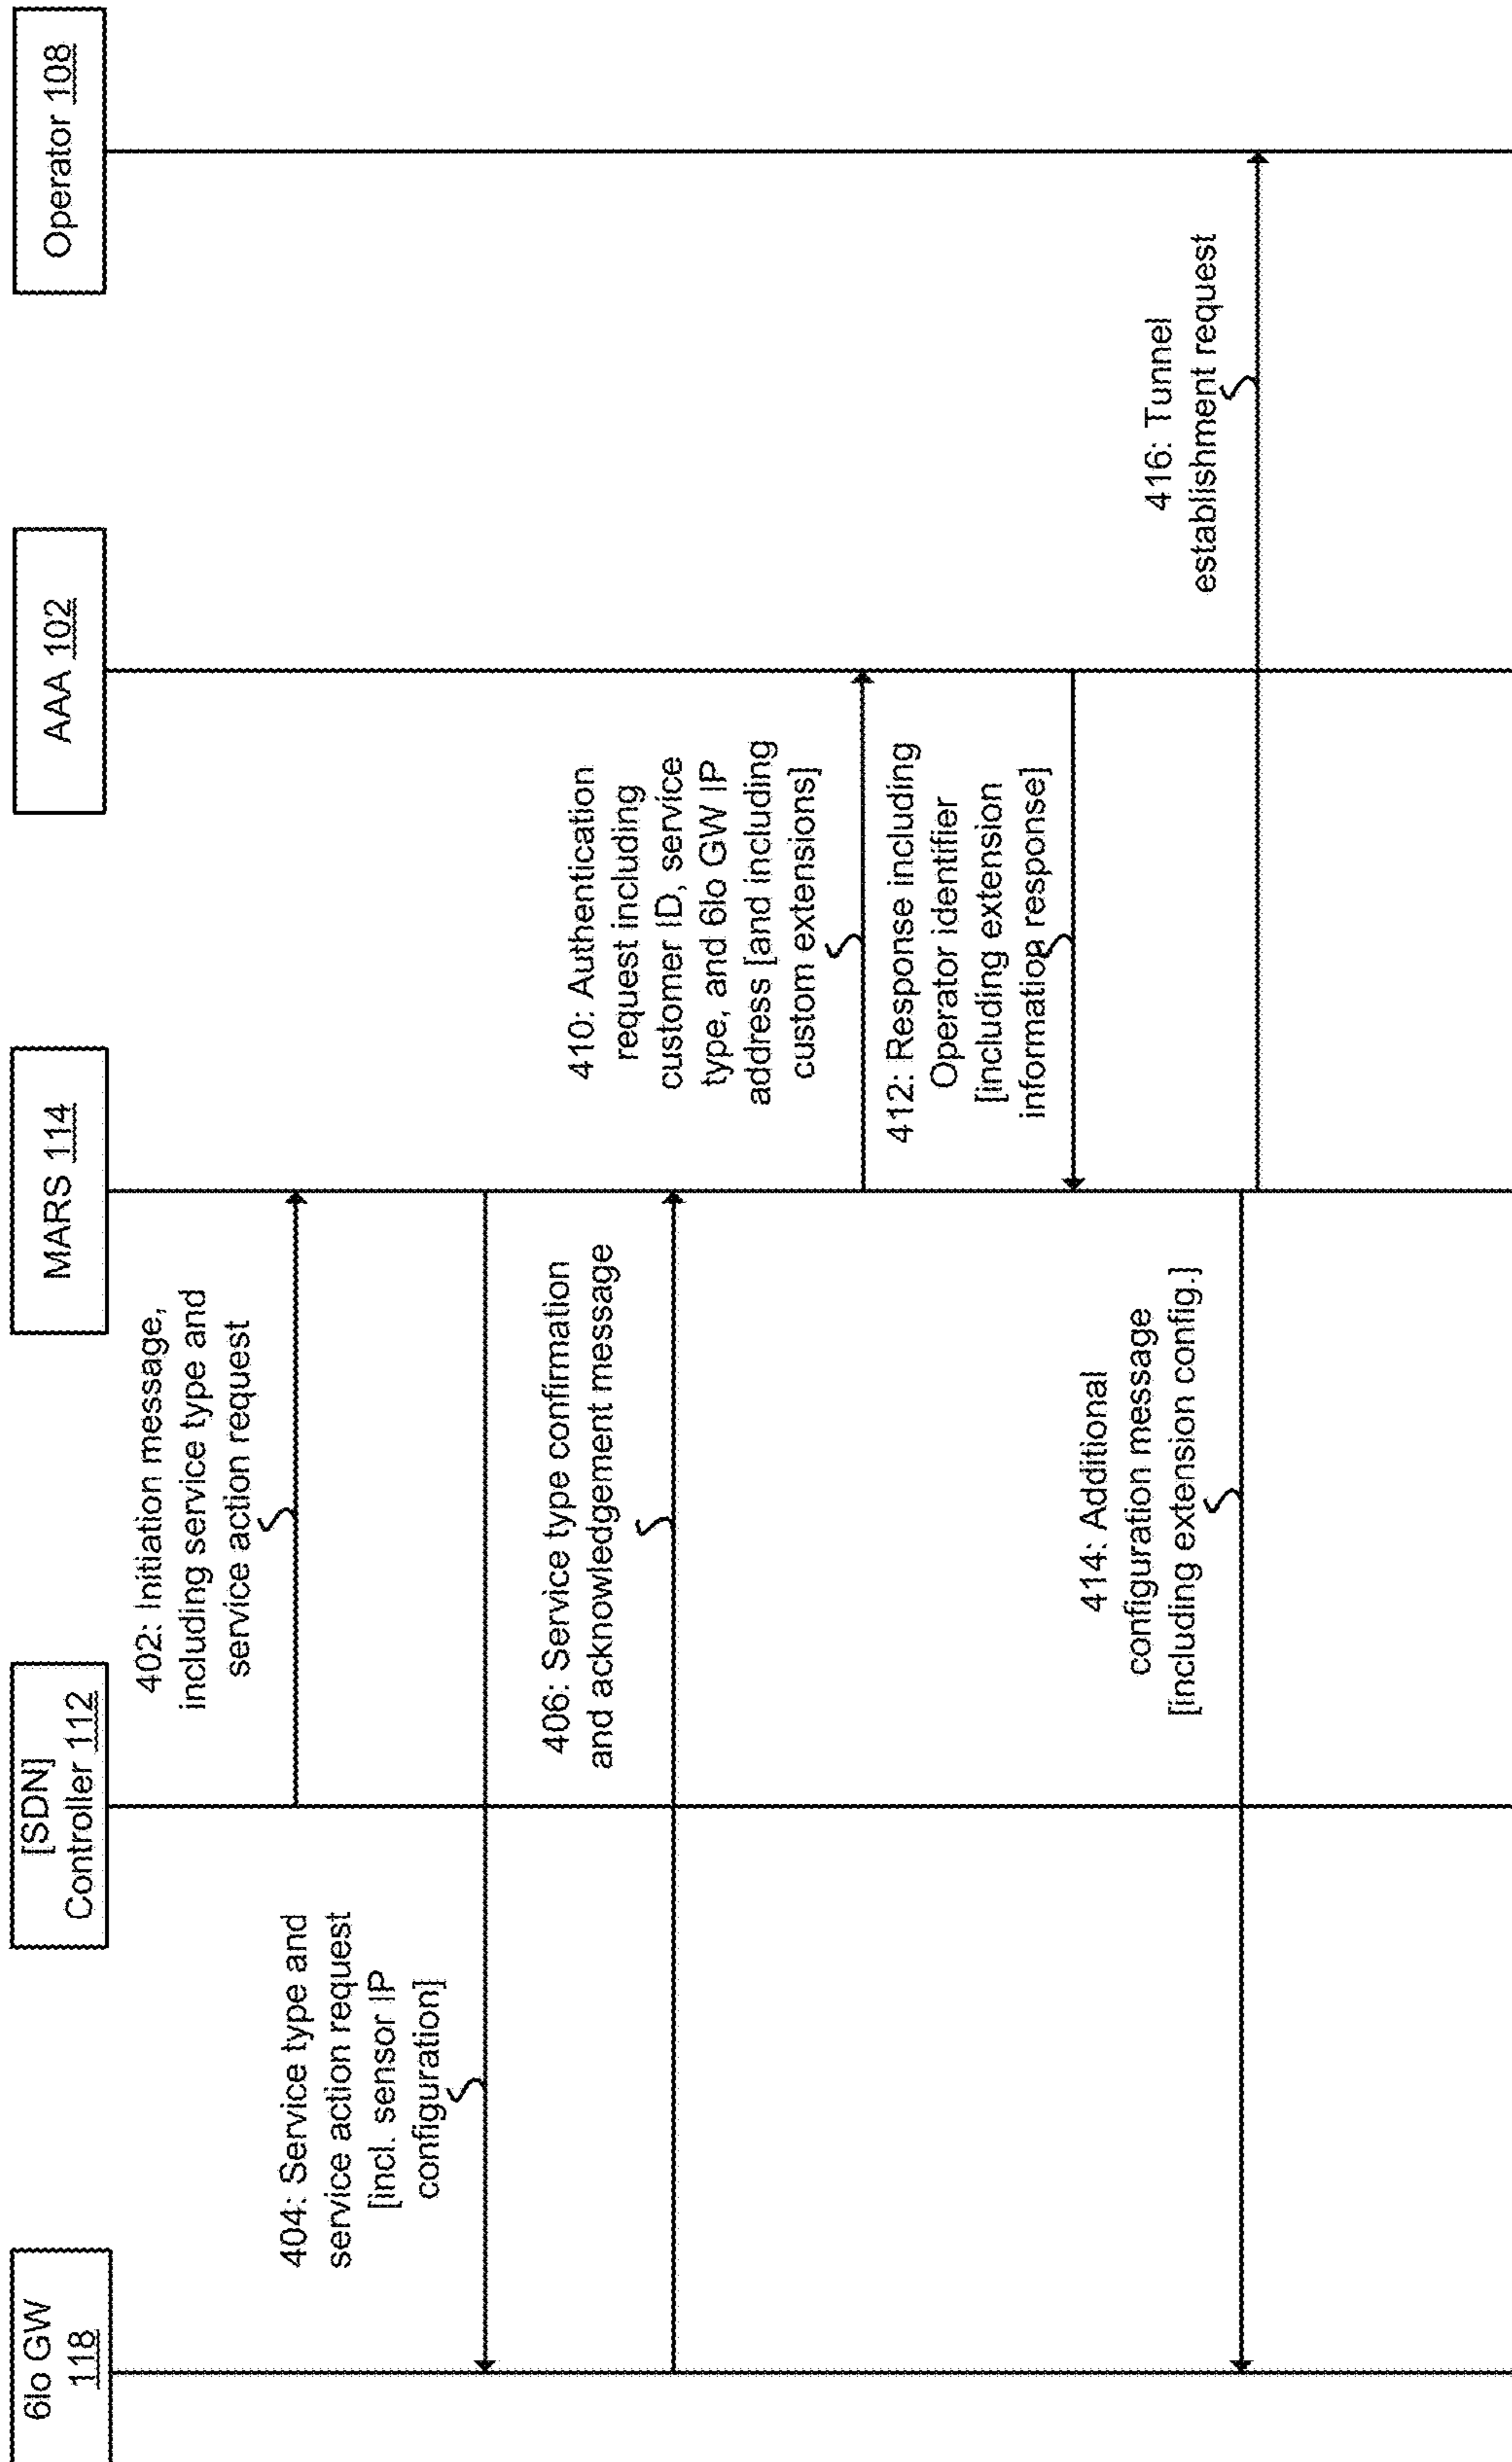 6lo GW
118
[SDN]
Controller 112
MARS 114
AAA 102
Operator 108
402: Initiation message,
including service type and
service action request
404: Service type and
service action request
[incl. sensor IP
configuration]
406: Service type confirmation
and acknowledgement message
410: Authentication
request including
customer ID, service
type, and 6lo GW IP
address [and including
custom extensions]
412: Response including
Operator identifier
[including extension
information response]
414: Additional
configuration message
[including extension config.]
416: Tunnel
establishment request